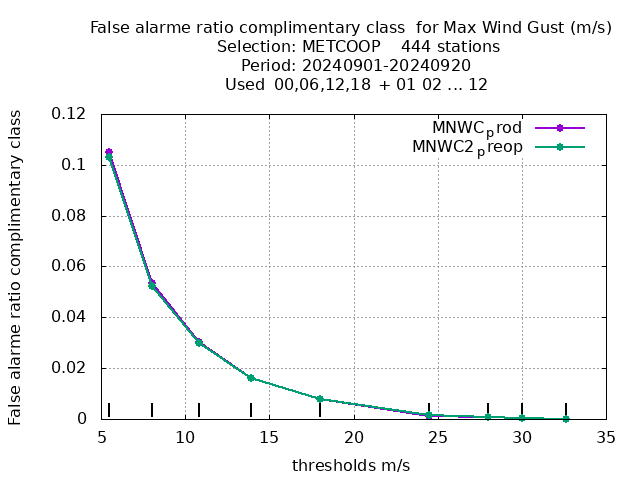 False alarme ratio complimentary class  for Max Wind Gust (m/s)
Selection: METCOOP    444 stations
Period: 20240901-20240920
Used  00,06,12,18 + 01 02 ... 12
False alarme ratio complimentary class
MNWCprod
MNWC2preop
0.12
0.1
0.08
0.06
0.04
0.02
0
5 10 15 20 25 30 35
thresholds m/s